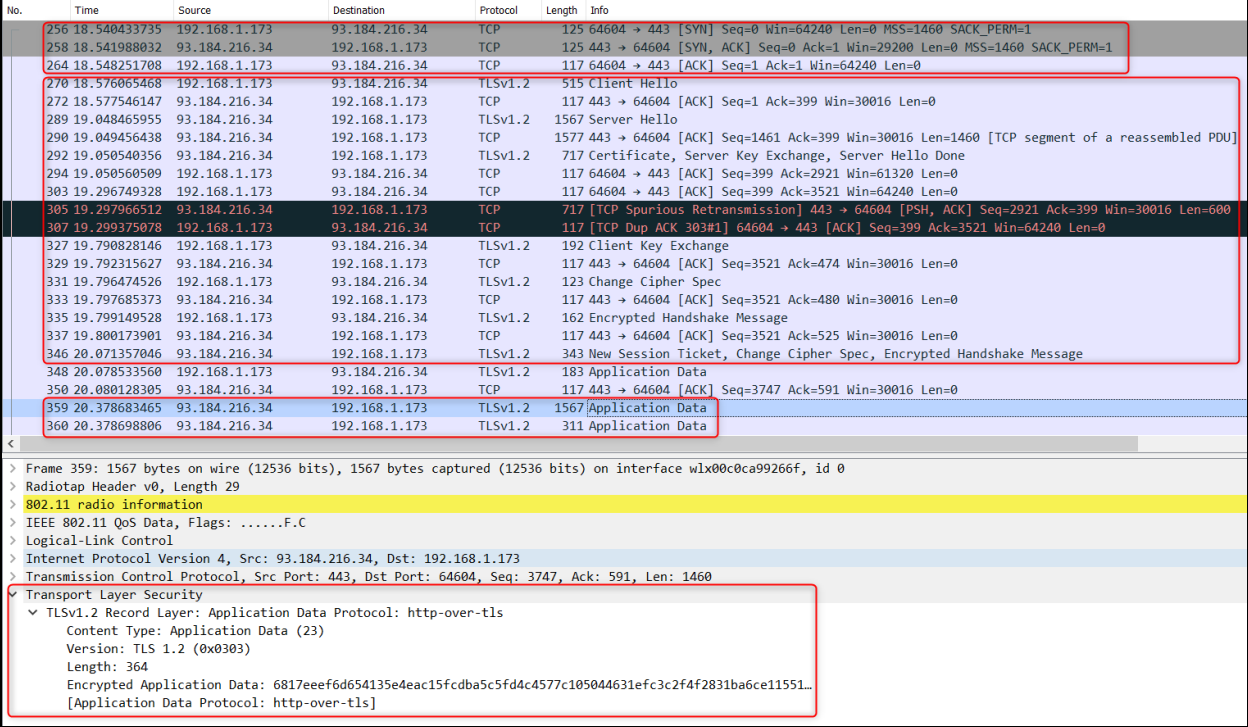 No. Time Source Destination Protocol Length Info
256 18.540433735 192.168.1.173 93.184.216.34 TCP 125 64604 → 443 [SYN] Seq=0 Win=64240 Len=0 MSS=1460 SACK_PERM=1
258 18.541988032 93.184.216.34 192.168.1.173 TCP 125 443 → 64604 [SYN, ACK] Seq=0 Ack=1 Win=29200 Len=0 MSS=1460 SACK_PERM=1
264 18.548251708 192.168.1.173 93.184.216.34 TCP 117 64604 → 443 [ACK] Seq=1 Ack=1 Win=64240 Len=0
270 18.576065468 192.168.1.173 93.184.216.34 TLSv1.2 515 Client Hello
272 18.577546147 93.184.216.34 192.168.1.173 TCP 117 443 → 64604 [ACK] Seq=1 Ack=399 Win=30016 Len=0
289 19.048465955 93.184.216.34 192.168.1.173 TLSv1.2 1567 Server Hello
290 19.049456438 93.184.216.34 192.168.1.173 TCP 1577 443 → 64604 [ACK] Seq=1461 Ack=399 Win=30016 Len=1460 [TCP segment of a reassembled PDU]
292 19.050540356 93.184.216.34 192.168.1.173 TLSv1.2 717 Certificate, Server Key Exchange, Server Hello Done
294 19.050560509 192.168.1.173 93.184.216.34 TCP 117 64604 → 443 [ACK] Seq=399 Ack=2921 Win=61320 Len=0
303 19.296749328 192.168.1.173 93.184.216.34 TCP 117 64604 → 443 [ACK] Seq=399 Ack=3521 Win=64240 Len=0
305 19.297966512 93.184.216.34 192.168.1.173 TCP 717 [TCP Spurious Retransmission] 443 → 64604 [PSH, ACK] Seq=2921 Ack=399 Win=30016 Len=600
307 19.299375078 192.168.1.173 93.184.216.34 TCP 117 [TCP Dup ACK 303#1] 64604 → 443 [ACK] Seq=399 Ack=3521 Win=64240 Len=0
327 19.790828146 192.168.1.173 93.184.216.34 TLSv1.2 192 Client Key Exchange
329 19.792315627 93.184.216.34 192.168.1.173 TCP 117 443 → 64604 [ACK] Seq=3521 Ack=474 Win=30016 Len=0
331 19.796474526 192.168.1.173 93.184.216.34 TLSv1.2 123 Change Cipher Spec
333 19.797685373 93.184.216.34 192.168.1.173 TCP 117 443 → 64604 [ACK] Seq=3521 Ack=480 Win=30016 Len=0
335 19.799149528 192.168.1.173 93.184.216.34 TLSv1.2 162 Encrypted Handshake Message
337 19.800173901 93.184.216.34 192.168.1.173 TCP 117 443 → 64604 [ACK] Seq=3521 Ack=525 Win=30016 Len=0
346 20.071357046 93.184.216.34 192.168.1.173 TLSv1.2 343 New Session Ticket, Change Cipher Spec, Encrypted Handshake Message
348 20.078533560 192.168.1.173 93.184.216.34 TLSv1.2 183 Application Data
350 20.080128305 93.184.216.34 192.168.1.173 TCP 117 443 → 64604 [ACK] Seq=3747 Ack=591 Win=30016 Len=0
359 20.378683465 93.184.216.34 192.168.1.173 TLSv1.2 1567 Application Data
360 20.378698806 93.184.216.34 192.168.1.173 TLSv1.2 311 Application Data
Frame 359: 1567 bytes on wire (12536 bits), 1567 bytes captured (12536 bits) on interface wlx00c0ca99266f, id 0
Radiotap Header v0, Length 29
802.11 radio information
IEEE 802.11 QoS Data, Flags: ......F.C
Logical-Link Control
Internet Protocol Version 4, Src: 93.184.216.34, Dst: 192.168.1.173
Transmission Control Protocol, Src Port: 443, Dst Port: 64604, Seq: 3747, Ack: 591, Len: 1460
Transport Layer Security
TLSv1.2 Record Layer: Application Data Protocol: http-over-tls
Content Type: Application Data (23)
Version: TLS 1.2 (0x0303)
Length: 364
Encrypted Application Data: 6817eeef6d654135e4eac15fcdba5c5fd4c4577c105044631efc3c2f4f2831ba6ce11551…
[Application Data Protocol: http-over-tls]